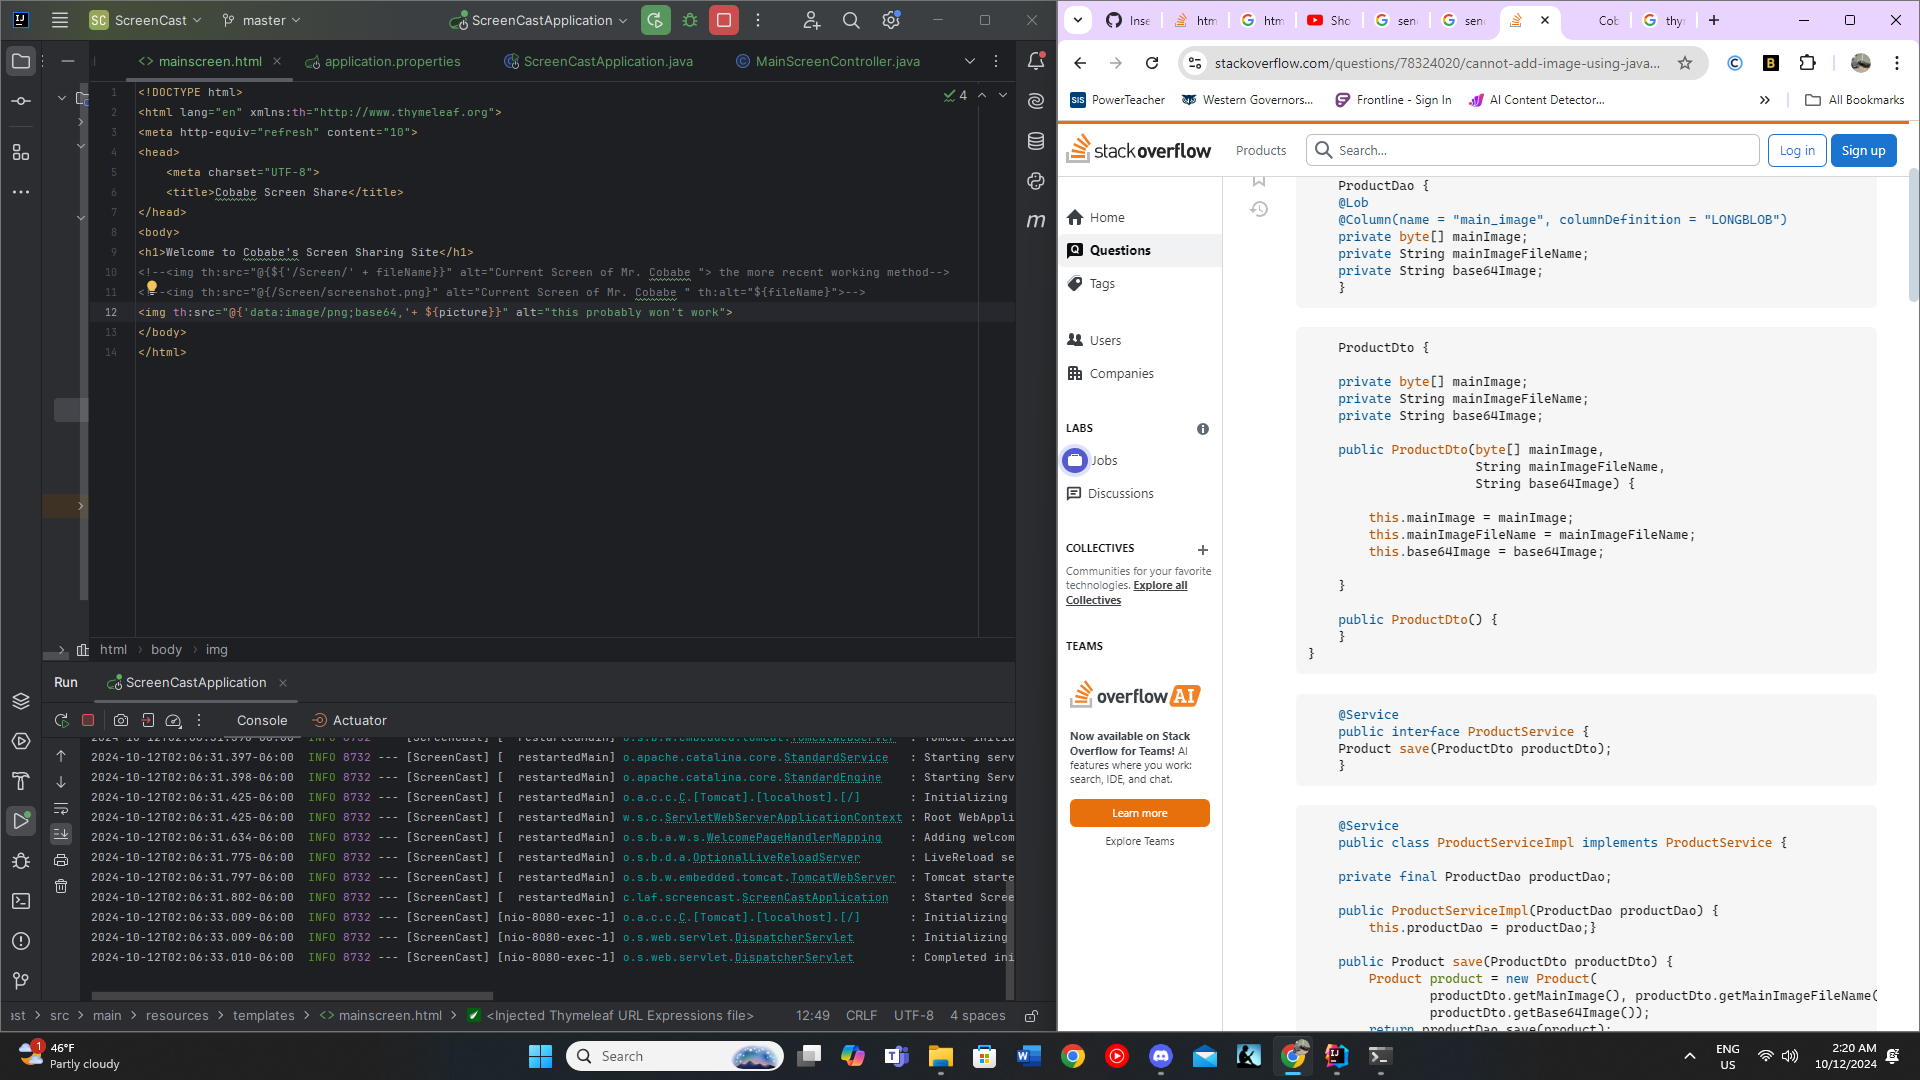 SC ScreenCast
master
ScreenCastApplication
mainscreen.html
application.properties
ScreenCastApplication.java
MainScreenController.java
4
1 <!DOCTYPE html>
2 <html lang="en" xmlns:th="http://www.thymeleaf.org">
3 <meta http-equiv="refresh" content="10">
4 <head>
5 <meta charset="UTF-8">
6 <title>Cobabe Screen Share</title>
7 </head>
8 <body>
9 <h1>Welcome to Cobabe's Screen Sharing Site</h1>
10 <!--<img th:src="@{${'/Screen/' + fileName}}" alt="Current Screen of Mr. Cobabe "> the more recent working method-->
11 <!--<img th:src="@{/Screen/screenshot.png}" alt="Current Screen of Mr. Cobabe " th:alt="${fileName}">-->
12 <img th:src="@{'data:image/png;base64,'+ ${picture}}" alt="this probably won't work">
13 </body>
14 </html>
html
body
img
Run
ScreenCastApplication
Console
Actuator
2024-10-12T02:06:31.397-06:00 INFO 8732 --- [ScreenCast] [ restartedMain] o.apache.catalina.core.StandardService : Starting serv
2024-10-12T02:06:31.398-06:00 INFO 8732 --- [ScreenCast] [ restartedMain] o.apache.catalina.core.StandardEngine : Starting Serv
2024-10-12T02:06:31.425-06:00 INFO 8732 --- [ScreenCast] [ restartedMain] o.a.c.c.C.[Tomcat].[localhost].[/] : Initializing
2024-10-12T02:06:31.425-06:00 INFO 8732 --- [ScreenCast] [ restartedMain] w.s.c.ServletWebServerApplicationContext : Root WebAppli
2024-10-12T02:06:31.634-06:00 INFO 8732 --- [ScreenCast] [ restartedMain] o.s.b.a.w.s.WelcomePageHandlerMapping : Adding welcom
2024-10-12T02:06:31.775-06:00 INFO 8732 --- [ScreenCast] [ restartedMain] o.s.b.d.a.OptionalLiveReloadServer : LiveReload se
2024-10-12T02:06:31.797-06:00 INFO 8732 --- [ScreenCast] [ restartedMain] o.s.b.w.embedded.tomcat.TomcatWebServer : Tomcat starte
2024-10-12T02:06:31.802-06:00 INFO 8732 --- [ScreenCast] [ restartedMain] c.laf.screencast.ScreenCastApplication : Started Scree
2024-10-12T02:06:33.009-06:00 INFO 8732 --- [ScreenCast] [nio-8080-exec-1] o.a.c.c.C.[Tomcat].[localhost].[/] : Initializing
2024-10-12T02:06:33.009-06:00 INFO 8732 --- [ScreenCast] [nio-8080-exec-1] o.s.web.servlet.DispatcherServlet : Initializing
2024-10-12T02:06:33.010-06:00 INFO 8732 --- [ScreenCast] [nio-8080-exec-1] o.s.web.servlet.DispatcherServlet : Completed ini
ast > src > main > resources > templates > <> mainscreen.html > <Injected Thymeleaf URL Expressions file>
12:49 CRLF UTF-8 4 spaces
Inse
htm
htm
Sho
sen
sen
Cob
thy
stackoverflow.com/questions/78324020/cannot-add-image-using-java...
PowerTeacher
Western Governors...
Frontline - Sign In
AI Content Detector...
All Bookmarks
stackoverflow
Products
Search...
Log in
Sign up
Home
Questions
Tags
Users
Companies
LABS
Jobs
Discussions
COLLECTIVES
Communities for your favorite
technologies. Explore all
Collectives
TEAMS
overflow AI
Now available on Stack
Overflow for Teams! AI
features where you work:
search, IDE, and chat.
Learn more
Explore Teams
ProductDao {
@Lob
@Column(name = "main_image", columnDefinition = "LONGBLOB")
private byte[] mainImage;
private String mainImageFileName;
private String base64Image;
}
ProductDto {
private byte[] mainImage;
private String mainImageFileName;
private String base64Image;
public ProductDto(byte[] mainImage,
String mainImageFileName,
String base64Image) {
this.mainImage = mainImage;
this.mainImageFileName = mainImageFileName;
this.base64Image = base64Image;
}
public ProductDto() {
}
}
@Service
public interface ProductService {
Product save(ProductDto productDto);
}
@Service
public class ProductServiceImpl implements ProductService {
private final ProductDao productDao;
public ProductServiceImpl(ProductDao productDao) {
this.productDao = productDao;}
public Product save(ProductDto productDto) {
Product product = new Product(
productDto.getMainImage(), productDto.getMainImageFileName(
productDto.getBase64Image());
return productDao.save(product);
1
46°F
Partly cloudy
Search
ENG
US
2:20 AM
10/12/2024